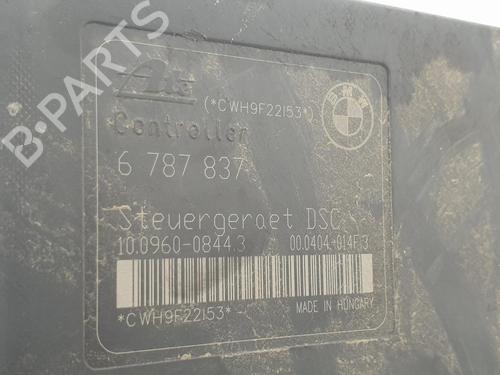 B-PARTS
Ate
(*CWH9F22153*)
BMW
Controller
6 787 837
Steuergeraet DSC
10.0960-0844.3 00.0404-014F.3
*CWH9F22153*
MADE IN HUNGARY